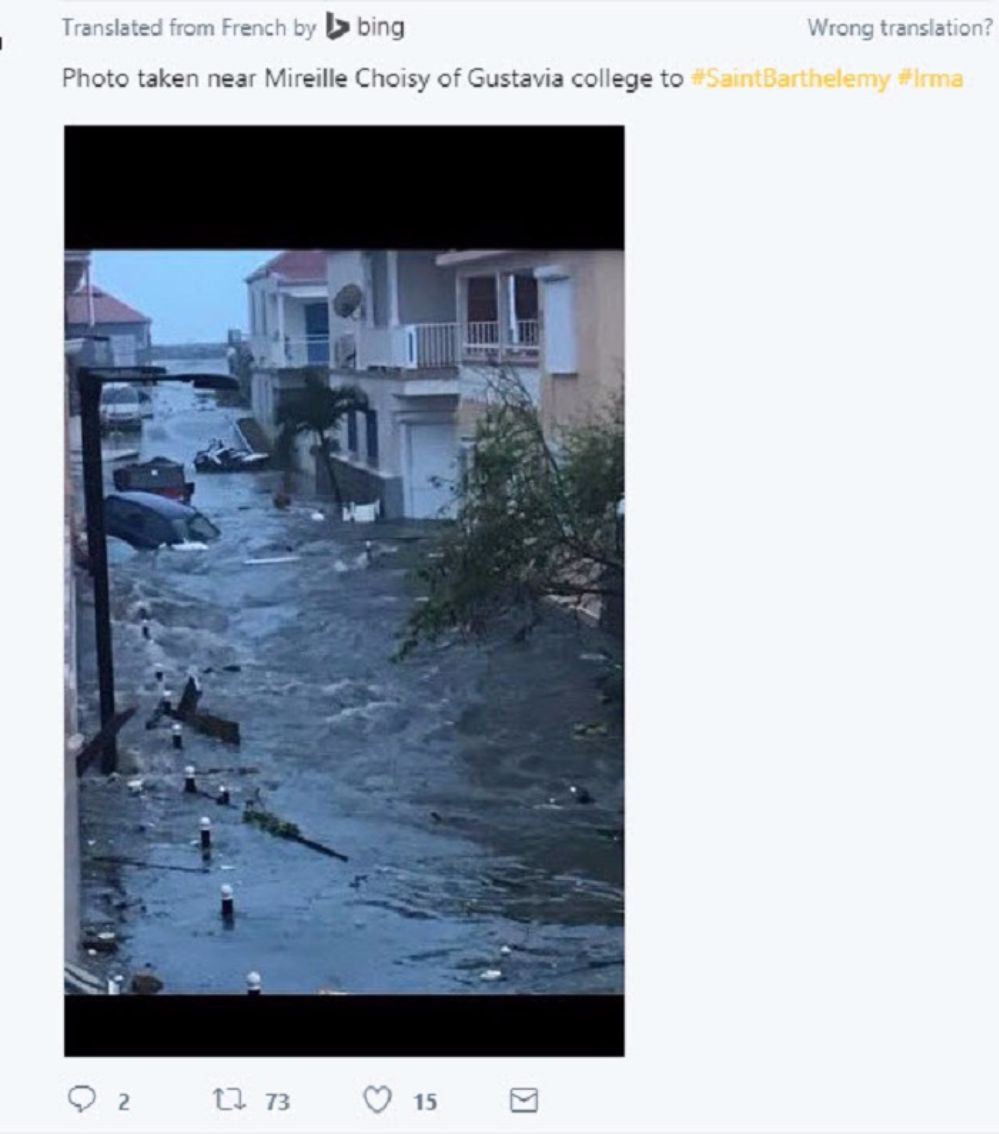 Translated from French by bing
Wrong translation?
Photo taken near Mireille Choisy of Gustavia college to #SaintBarthelemy #Irma
2 73 15